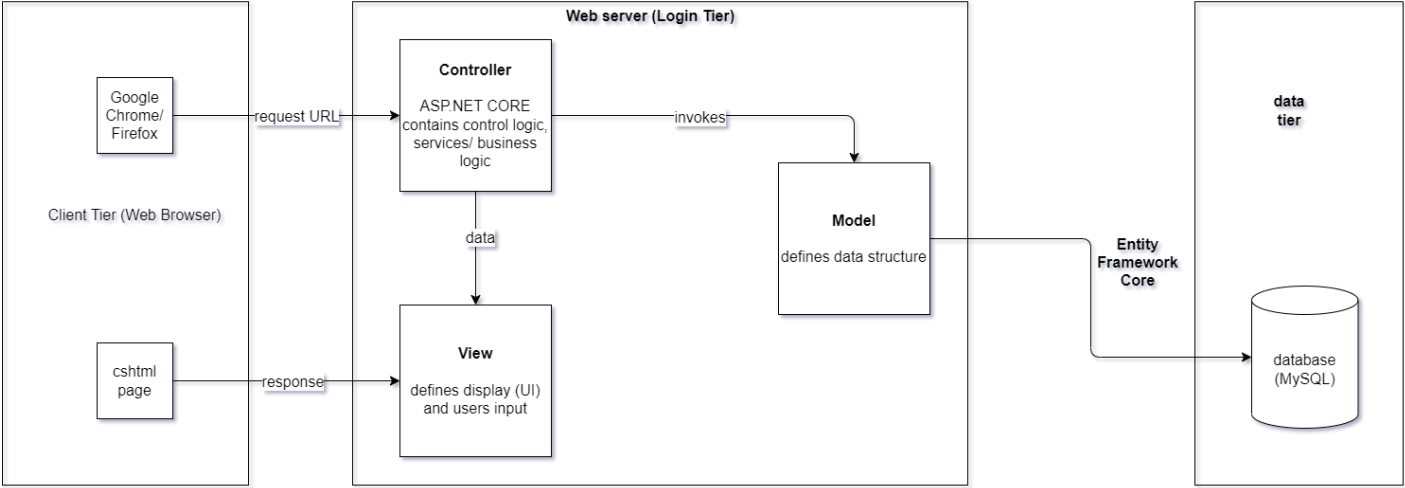 Web server (Login Tier)
Google
Chrome/
Firefox
request URL
Controller
ASP.NET CORE
contains control logic,
services/ business
logic
invokes
data
tier
Client Tier (Web Browser)
data
Model
defines data structure
Entity
Framework
Core
cshtml
page
response
View
defines display (UI)
and users input
database
(MySQL)